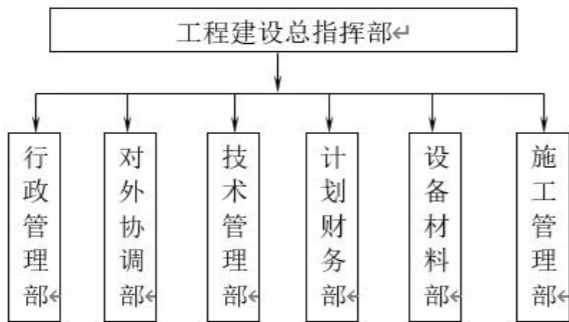 工程建设总指挥部↵
行政管理部↵
对外协调部↵
技术管理部↵
计划财务部↵
设备材料部↵
施工管理部↵